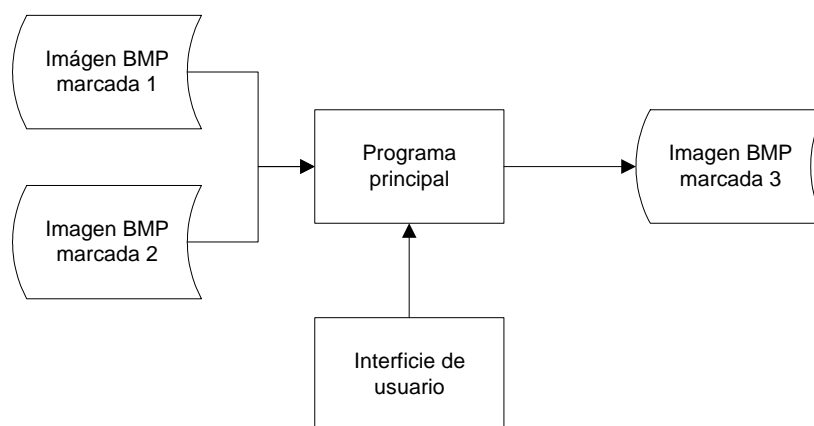 Imágen BMP
marcada 1
Programa
principal
Imagen BMP
marcada 3
Imagen BMP
marcada 2
Interficie de
usuario